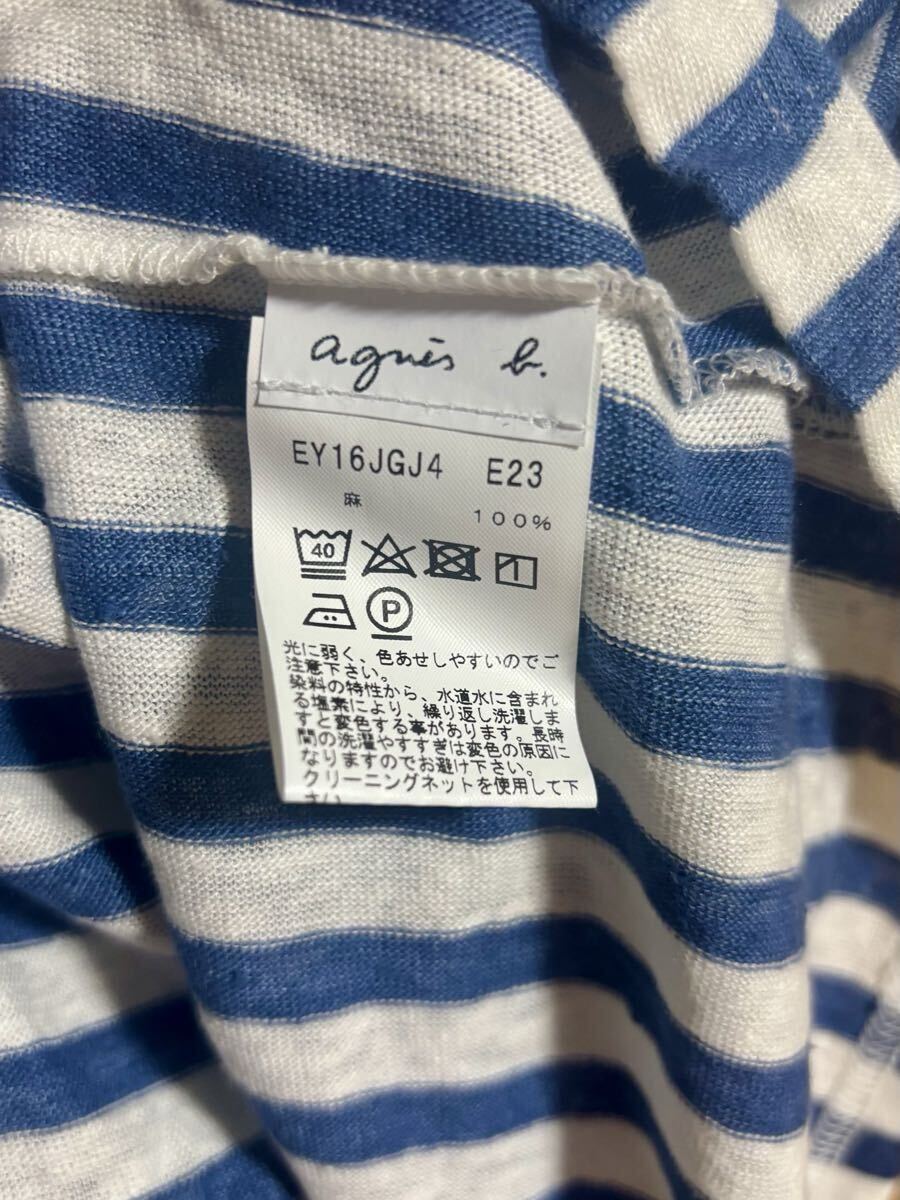 agnès b.
EY16JGJ4 E23
麻 100%
40
P
光に弱く、色あせしやすいのでご
注意下さい。
染料の特性から、水道水に含まれ
る塩素により、繰り返し洗濯しま
すと変色する事があります。長時
間の洗濯やすすぎは変色の原因に
なりますのでお避け下さい。
クリーニングネットを使用して下
さい